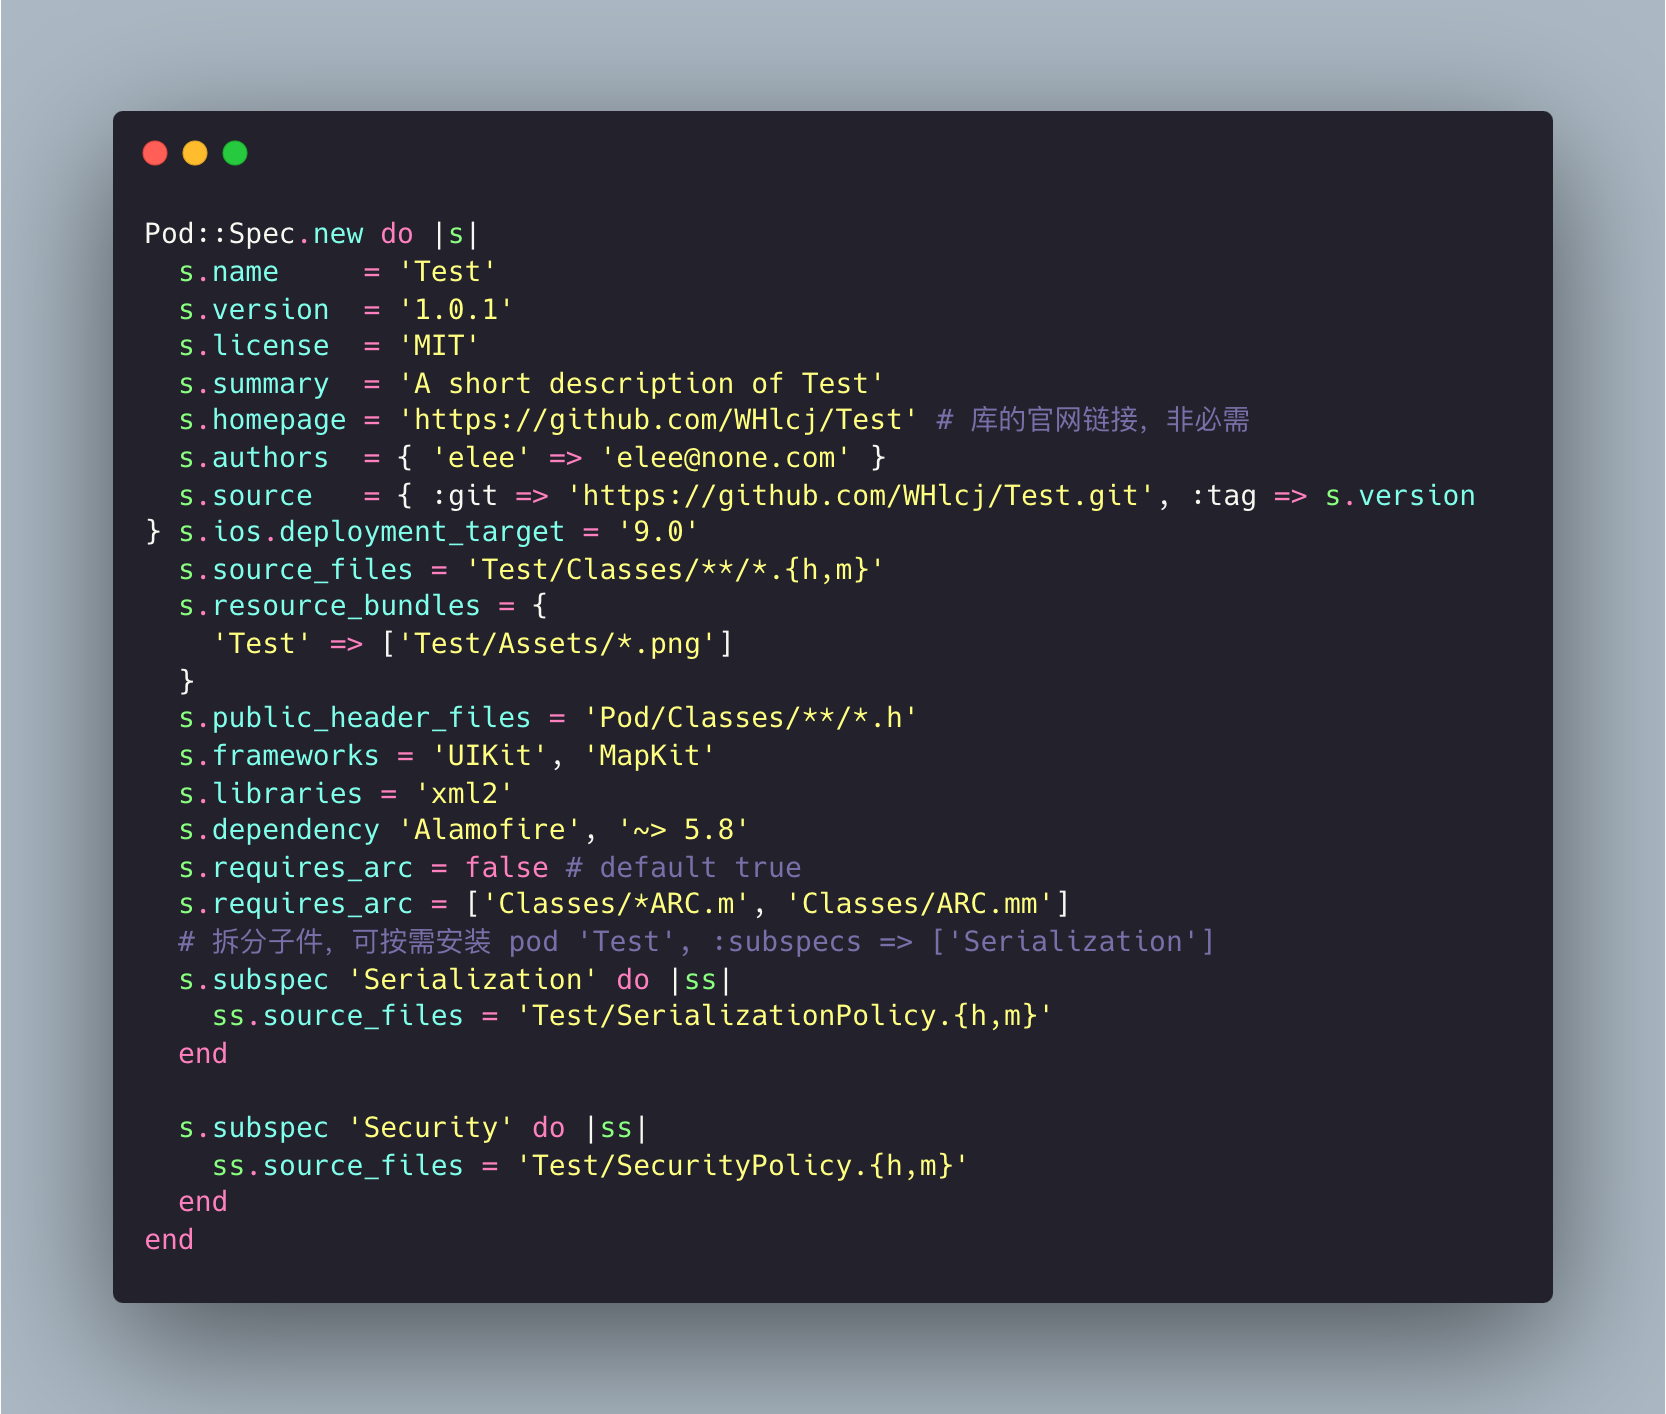 Pod::Spec.new do |s|
  s.name     = 'Test'
  s.version  = '1.0.1'
  s.license  = 'MIT'
  s.summary  = 'A short description of Test'
  s.homepage = 'https://github.com/WHlcj/Test' # 库的官网链接，非必需
  s.authors  = { 'elee' => 'elee@none.com' }
  s.source   = { :git => 'https://github.com/WHlcj/Test.git', :tag => s.version
} s.ios.deployment_target = '9.0'
  s.source_files = 'Test/Classes/**/*.{h,m}'
  s.resource_bundles = {
    'Test' => ['Test/Assets/*.png']
  }
  s.public_header_files = 'Pod/Classes/**/*.h'
  s.frameworks = 'UIKit', 'MapKit'
  s.libraries = 'xml2'
  s.dependency 'Alamofire', '~> 5.8'
  s.requires_arc = false # default true
  s.requires_arc = ['Classes/*ARC.m', 'Classes/ARC.mm']
  # 拆分子件，可按需安装 pod 'Test', :subspecs => ['Serialization']
  s.subspec 'Serialization' do |ss|
    ss.source_files = 'Test/SerializationPolicy.{h,m}'
  end

  s.subspec 'Security' do |ss|
    ss.source_files = 'Test/SecurityPolicy.{h,m}'
  end
end